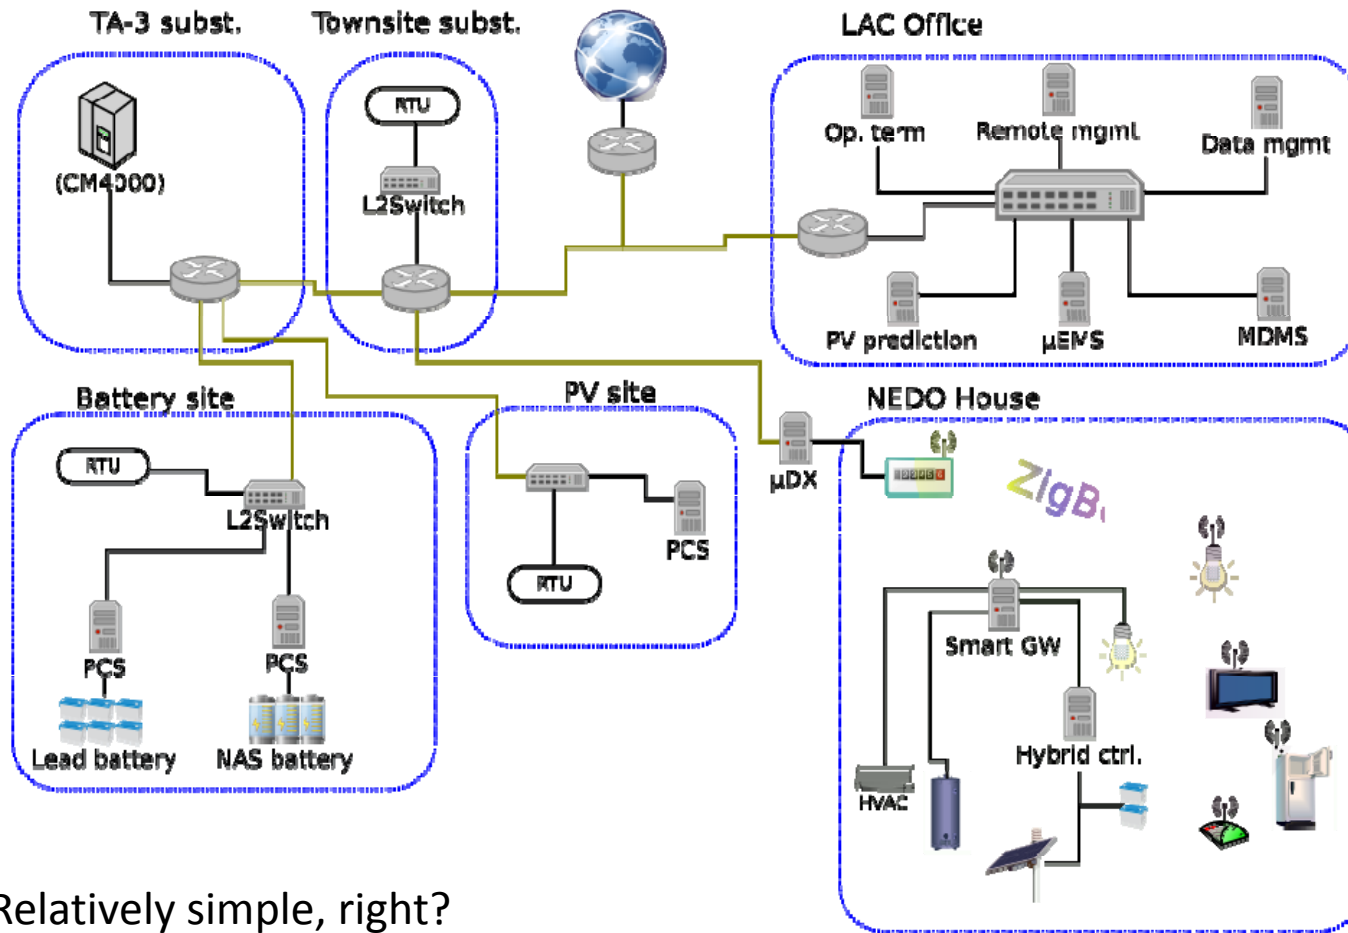 TA-3 subst.
Townsite subst.
LAC Office
RTU
Op. term
Remote mgmt
Data mgmt
(CM4000)
L2Switch
PV prediction
µEMS
MDMS
Battery site
PV site
NEDO House
RTU
µDX
ZigB
L2Switch
PCS
RTU
Smart GW
PCS
PCS
Lead battery
NAS battery
Hybrid ctrl.
HVAC
Relatively simple, right?